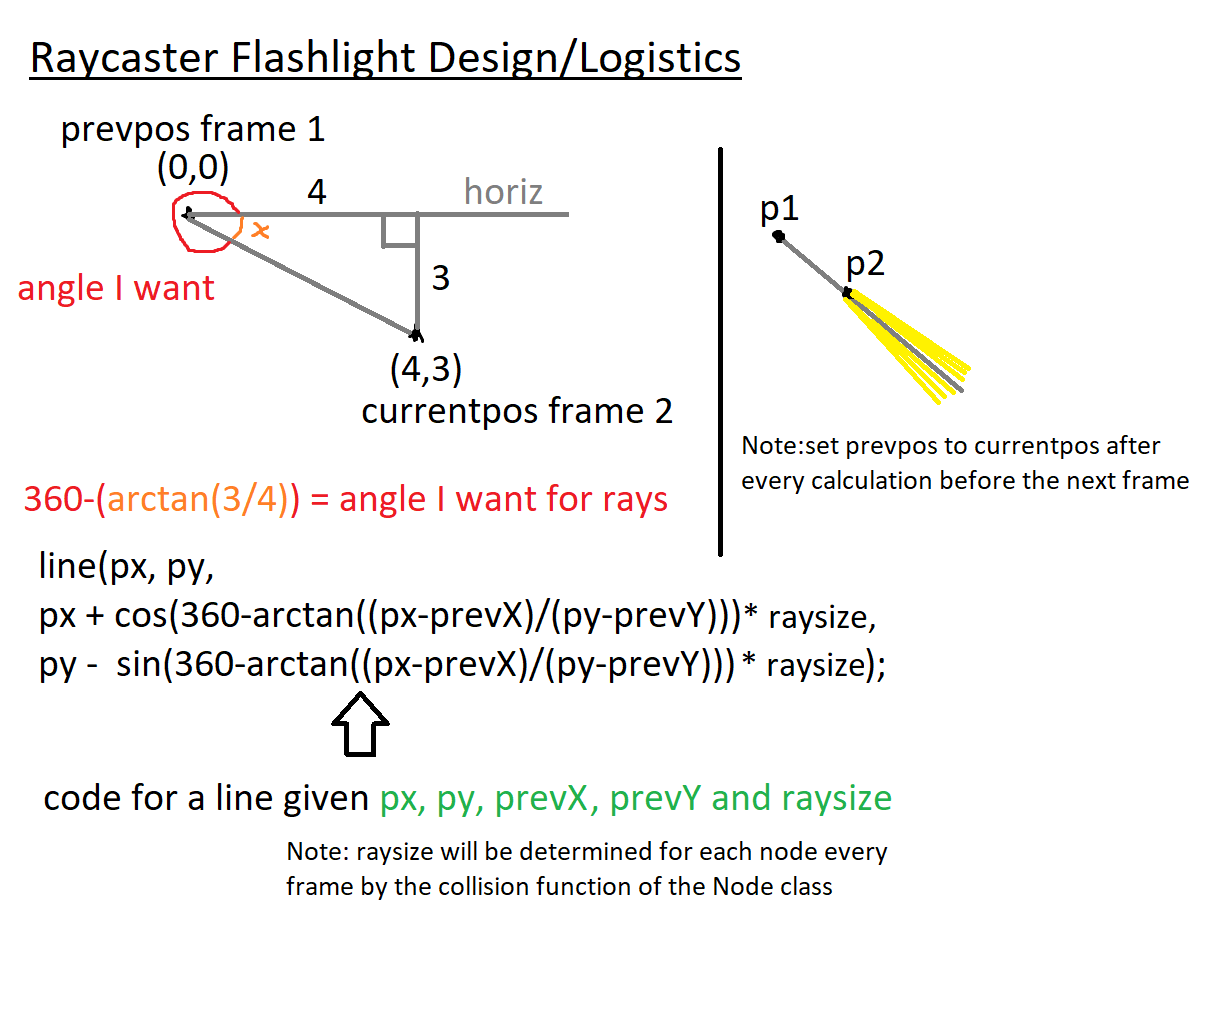 Raycaster Flashlight Design/Logistics
prevpos frame 1
(0,0)
4
horiz
x
3
angle I want
(4,3)
currentpos frame 2
p1
p2
Note:set prevpos to currentpos after
every calculation before the next frame
360-(arctan(3/4)) = angle I want for rays
line(px, py,
px + cos(360-arctan((px-prevX)/(py-prevY)))* raysize,
py - sin(360-arctan((px-prevX)/(py-prevY))) * raysize);
code for a line given px, py, prevX, prevY and raysize
Note: raysize will be determined for each node every
frame by the collision function of the Node class